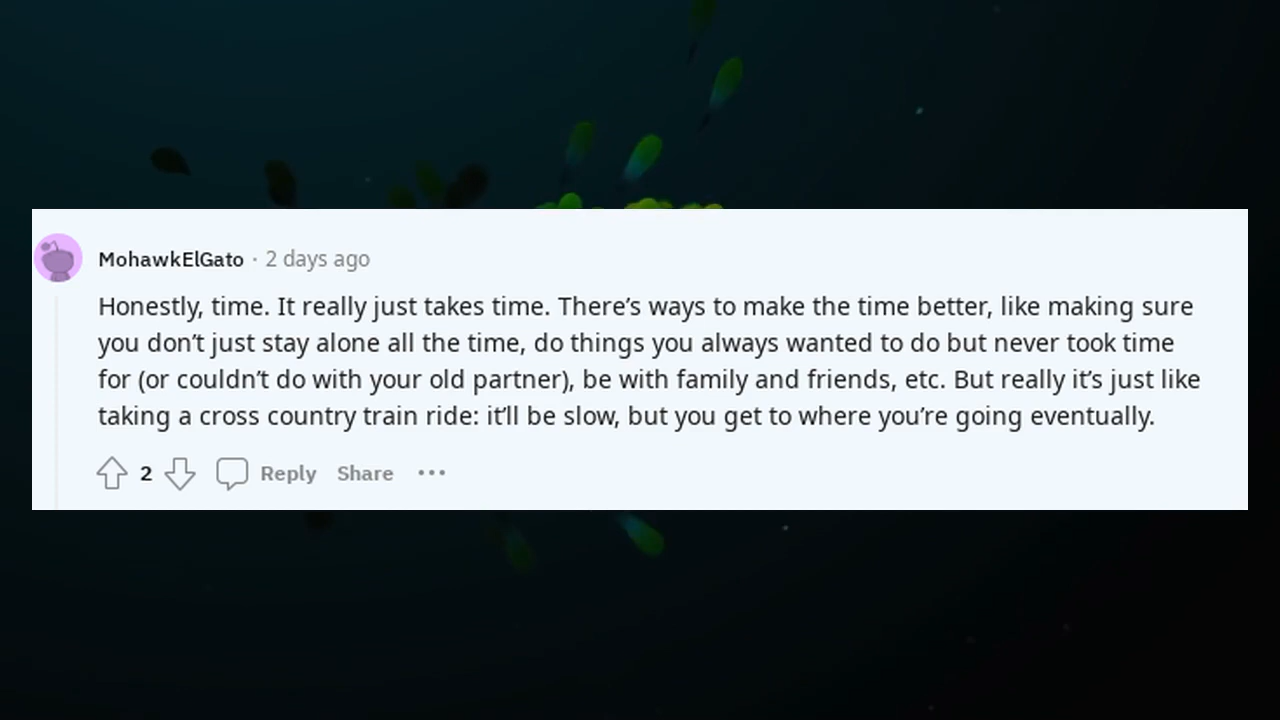 MohawkElGato · 2 days ago
Honestly, time. It really just takes time. There’s ways to make the time better, like making sure
you don’t just stay alone all the time, do things you always wanted to do but never took time
for (or couldn’t do with your old partner), be with family and friends, etc. But really it’s just like
taking a cross country train ride: it’ll be slow, but you get to where you’re going eventually.
2 Reply Share •••